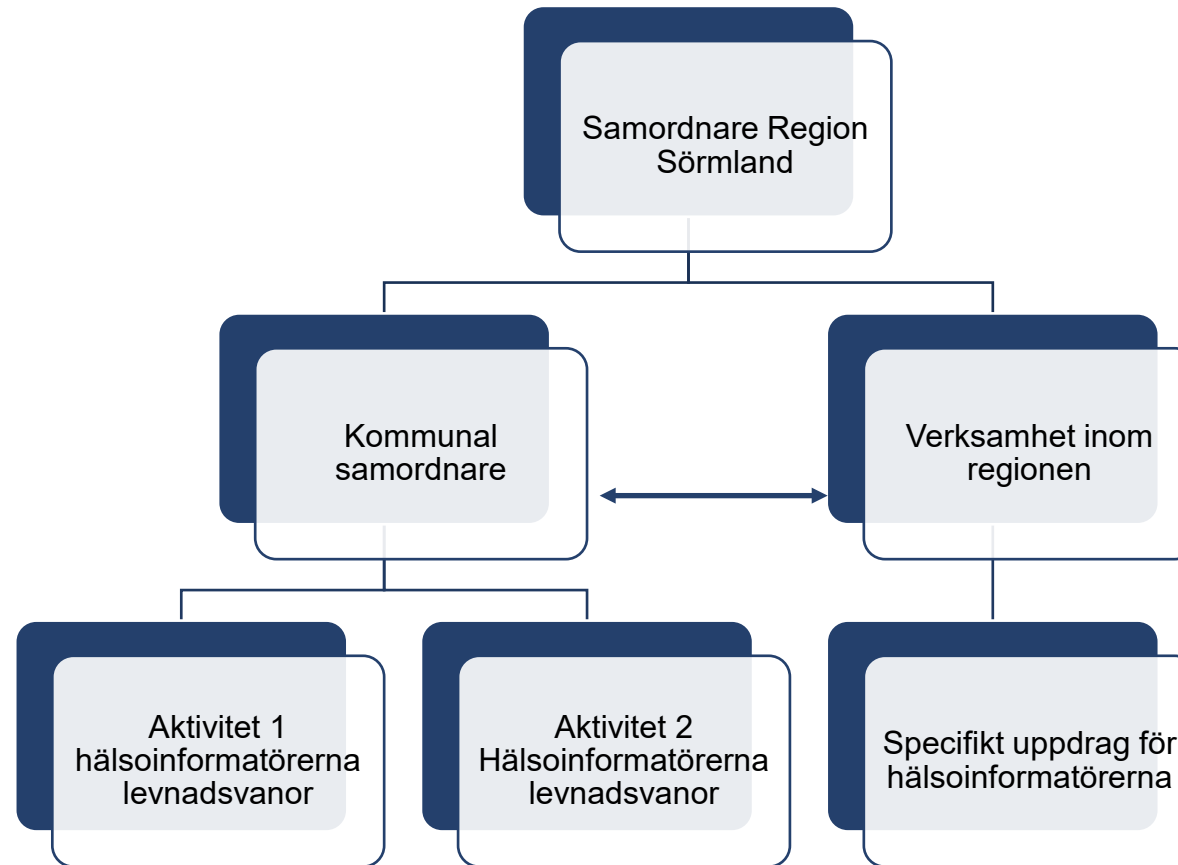 Samordnare Region
Sörmland
Kommunal
samordnare
Verksamhet inom
regionen
Aktivitet 1
hälsoinformatörerna
levnadsvanor
Aktivitet 2
Hälsoinformatörerna
levnadsvanor
Specifikt uppdrag för
hälsoinformatörerna